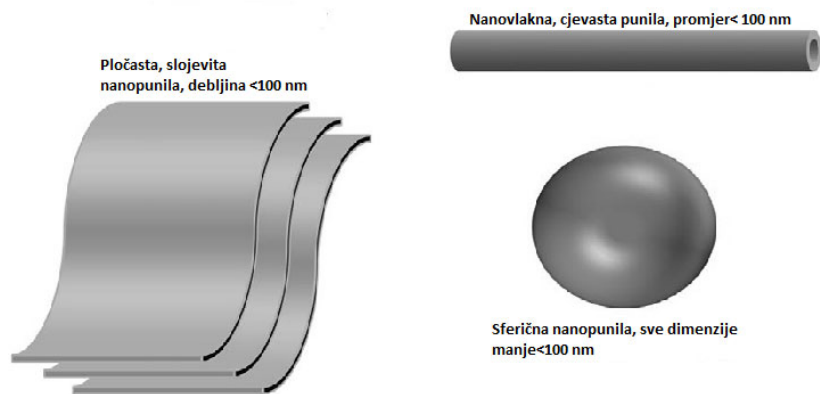 Nanovlakna, cjevasta punila, promjer< 100 nm
Pločasta, slojevita
nanopunila, debljina <100 nm
Sferična nanopunila, sve dimenzije
manje<100 nm